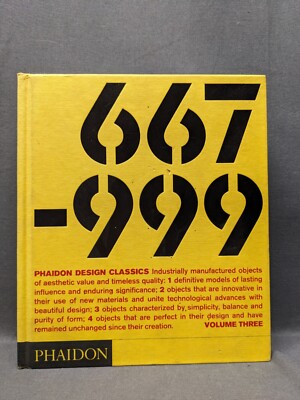 667
-999
PHAIDON DESIGN CLASSICS Industrially manufactured objects
of aesthetic value and timeless quality: 1 definitive models of lasting
influence and enduring significance; 2 objects that are innovative in
their use of new materials and unite technological advances with
beautiful design; 3 objects characterized by simplicity, balance and
purity of form; 4 objects that are perfect in their design and have
remained unchanged since their creation. VOLUME THREE
PHAIDON